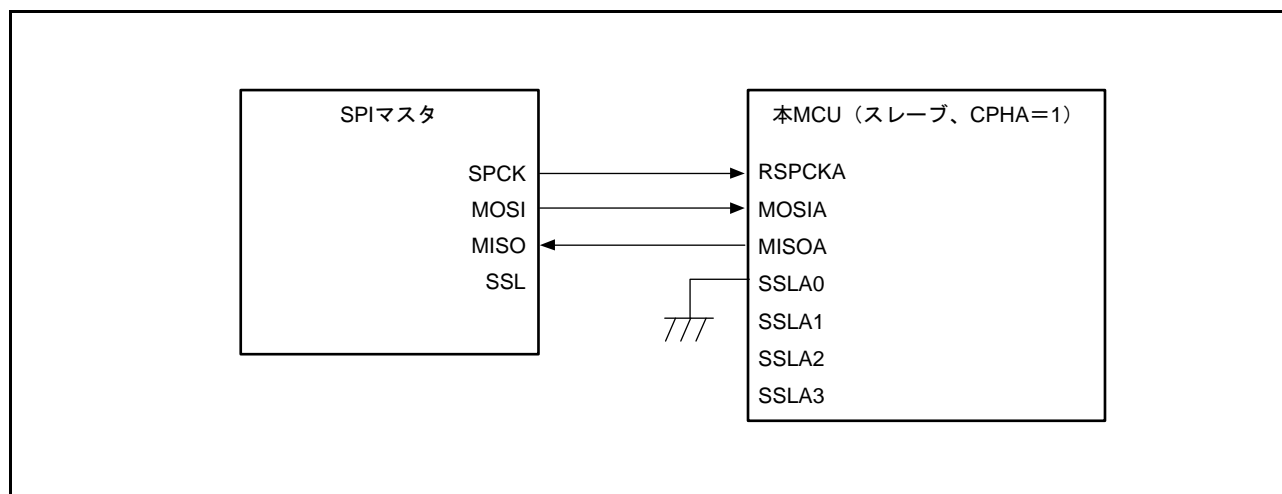 SPIマスタ
SPCK
MOSI
MISO
SSL
本MCU（スレーブ、CPHA＝1）
RSPCKA
MOSIA
MISOA
SSLA0
SSLA1
SSLA2
SSLA3